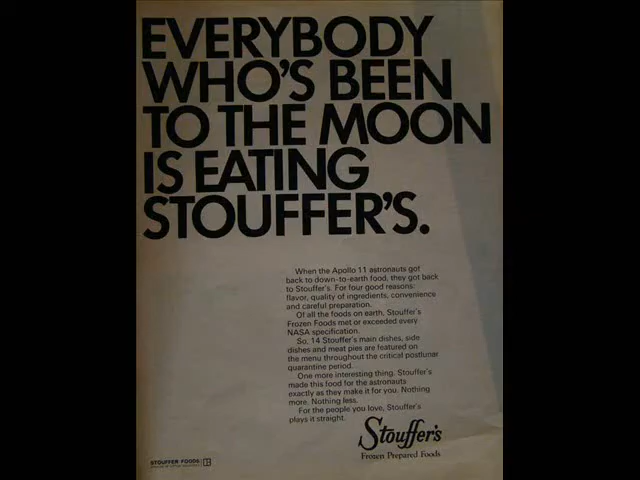 EVERYBODY
WHO'S BEEN
TO THE MOON
IS EATING
STOUFFER'S.
When the Apollo 11 astronauts got
back to down-to-earth food, they got back
to Stouffer's. For four good reasons:
flavor, quality of ingredients, convenience
and careful preparation.
Of all the foods on earth, Stouffer's
Frozen Foods met or exceeded every
NASA specification.
So, 14 Stouffer's main dishes, side
dishes and meat pies are featured on
the menu throughout the critical postlunar
quarantine period.
One more interesting thing. Stouffer's
made this food for the astronauts
exactly as they make it for you. Nothing
more. Nothing less.
For the people you love, Stouffer's
plays it straight.
Stouffer's
Frozen Prepared Foods
STOUFFER FOODS